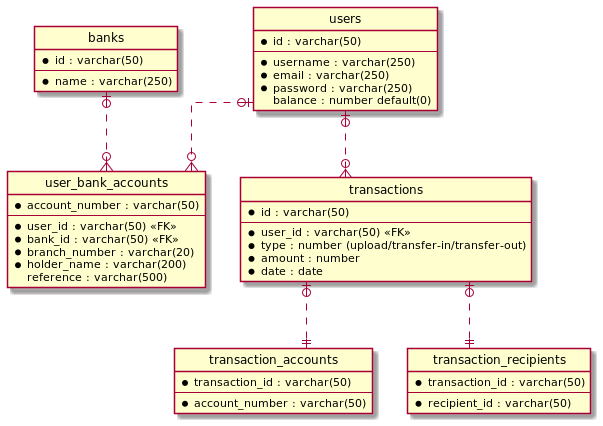 banks
id : varchar(50)
name : varchar(250)
users
id : varchar(50)
username : varchar(250)
email : varchar(250)
password : varchar(250)
balance : number default(0)
user_bank_accounts
account_number : varchar(50)
user_id : varchar(50) «FK»
bank_id : varchar(50) «FK»
branch_number : varchar(20)
holder_name : varchar(200)
reference : varchar(500)
transactions
id : varchar(50)
user_id : varchar(50) «FK»
type : number (upload/transfer-in/transfer-out)
amount : number
date : date
transaction_accounts
transaction_id : varchar(50)
account_number : varchar(50)
transaction_recipients
transaction_id : varchar(50)
recipient_id : varchar(50)